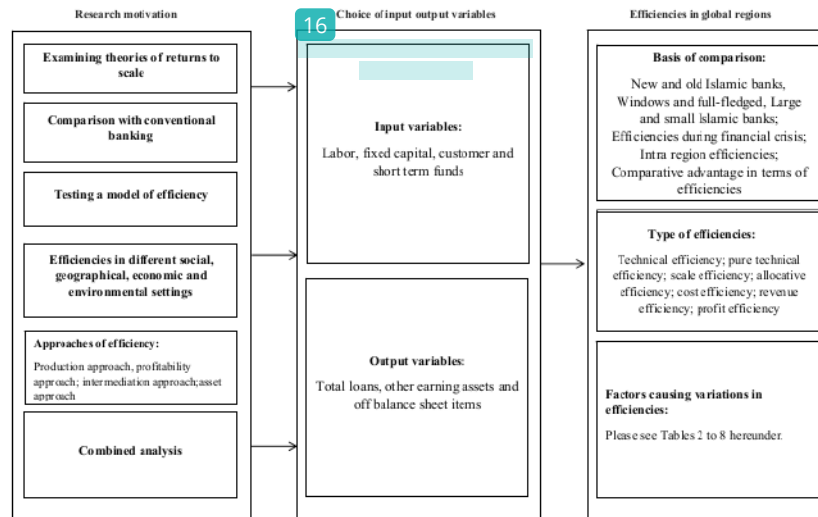 Research motivation
Examining theories of returns to
scale
Comparison with conventional
banking
Testing a model of efficiency
Efficiencies in different social,
geographical, economic and
environmental settings
Approaches of efficiency:
Production approach, profitability
approach; intermediation approach;asset
approach
Combined analysis
16
Choice of input output variables
Input variables:
Labor, fixed capital, customer and
short term funds
Output variables:
Total loans, other earning assets and
off balance sheet items
Efficiencies in global regions
Basis of comparison:
New and old Islamic banks,
Windows and full-fledged, Large
and small Islamic banks;
Efficiencies during financial crisis;
Intra region efficiencies;
Comparative advantage in terms of
efficiencies
Type of efficiencies:
Technical efficiency; pure technical
efficiency; scale efficiency; allocative
efficiency; cost efficiency; revenue
efficiency; profit efficiency
Factors causing variations in
efficiencies:
Please see Tables 2 to 8 hereunder.